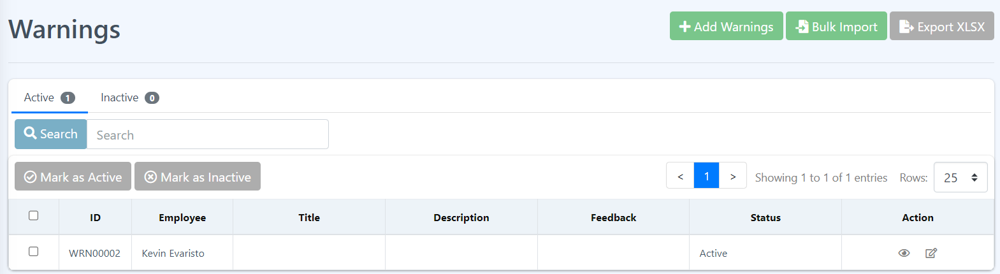 Warnings
Add Warnings Bulk Import Export XLSX
Active 1 Inactive 0
Search Search
Mark as Active Mark as Inactive < 1 > Showing 1 to 1 of 1 entries Rows: 25
ID Employee Title Description Feedback Status Action
WRN00002 Kevin Evaristo Active